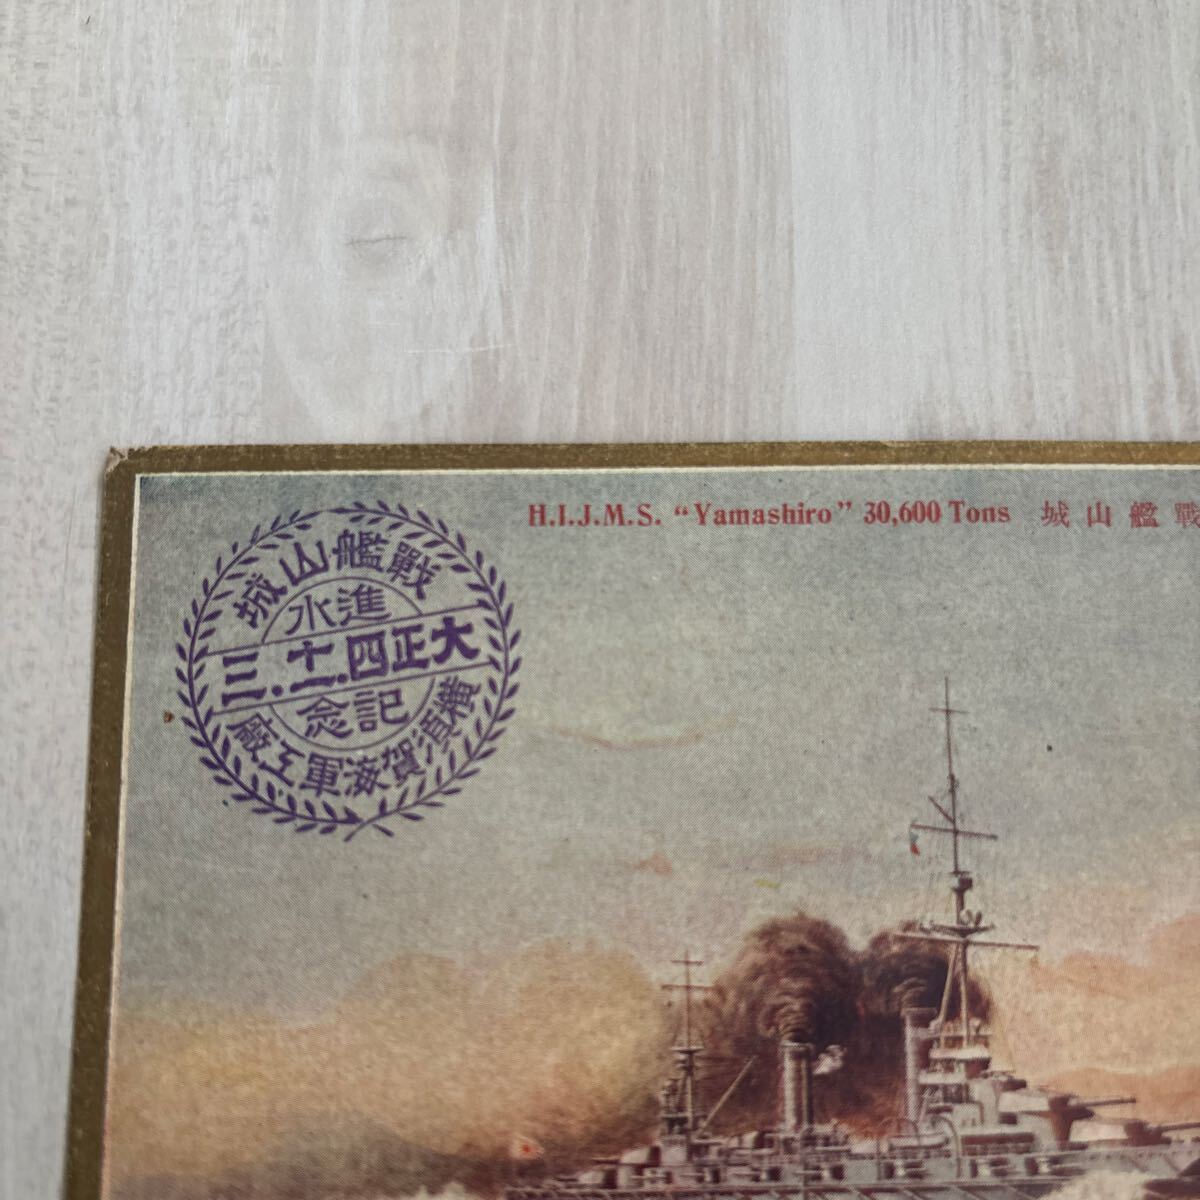 H.I.J.M.S. “Yamashiro” 30,600 Tons 城山艦戰
戰艦山城
進水
大正四.十一.三
記念
横須賀海軍工廠